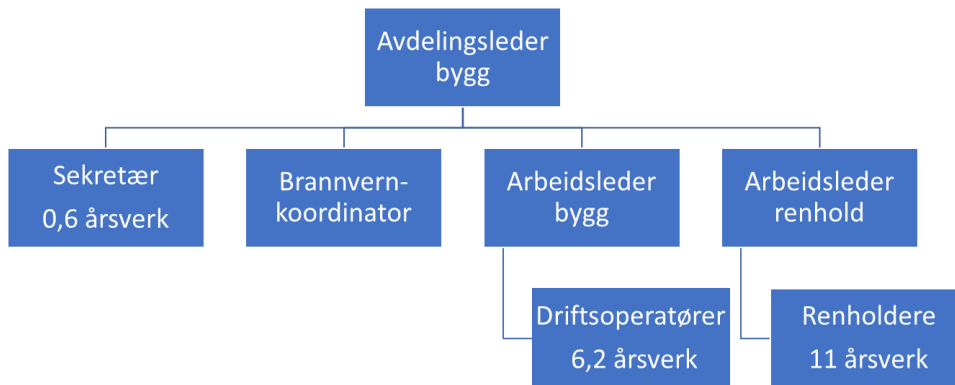 Avdelingsleder
bygg
Sekretær
0,6 årsverk
Brannvern-
koordinator
Arbeidsleder
bygg
Arbeidsleder
renhold
Driftsoperatører
6,2 årsverk
Renholdere
11 årsverk